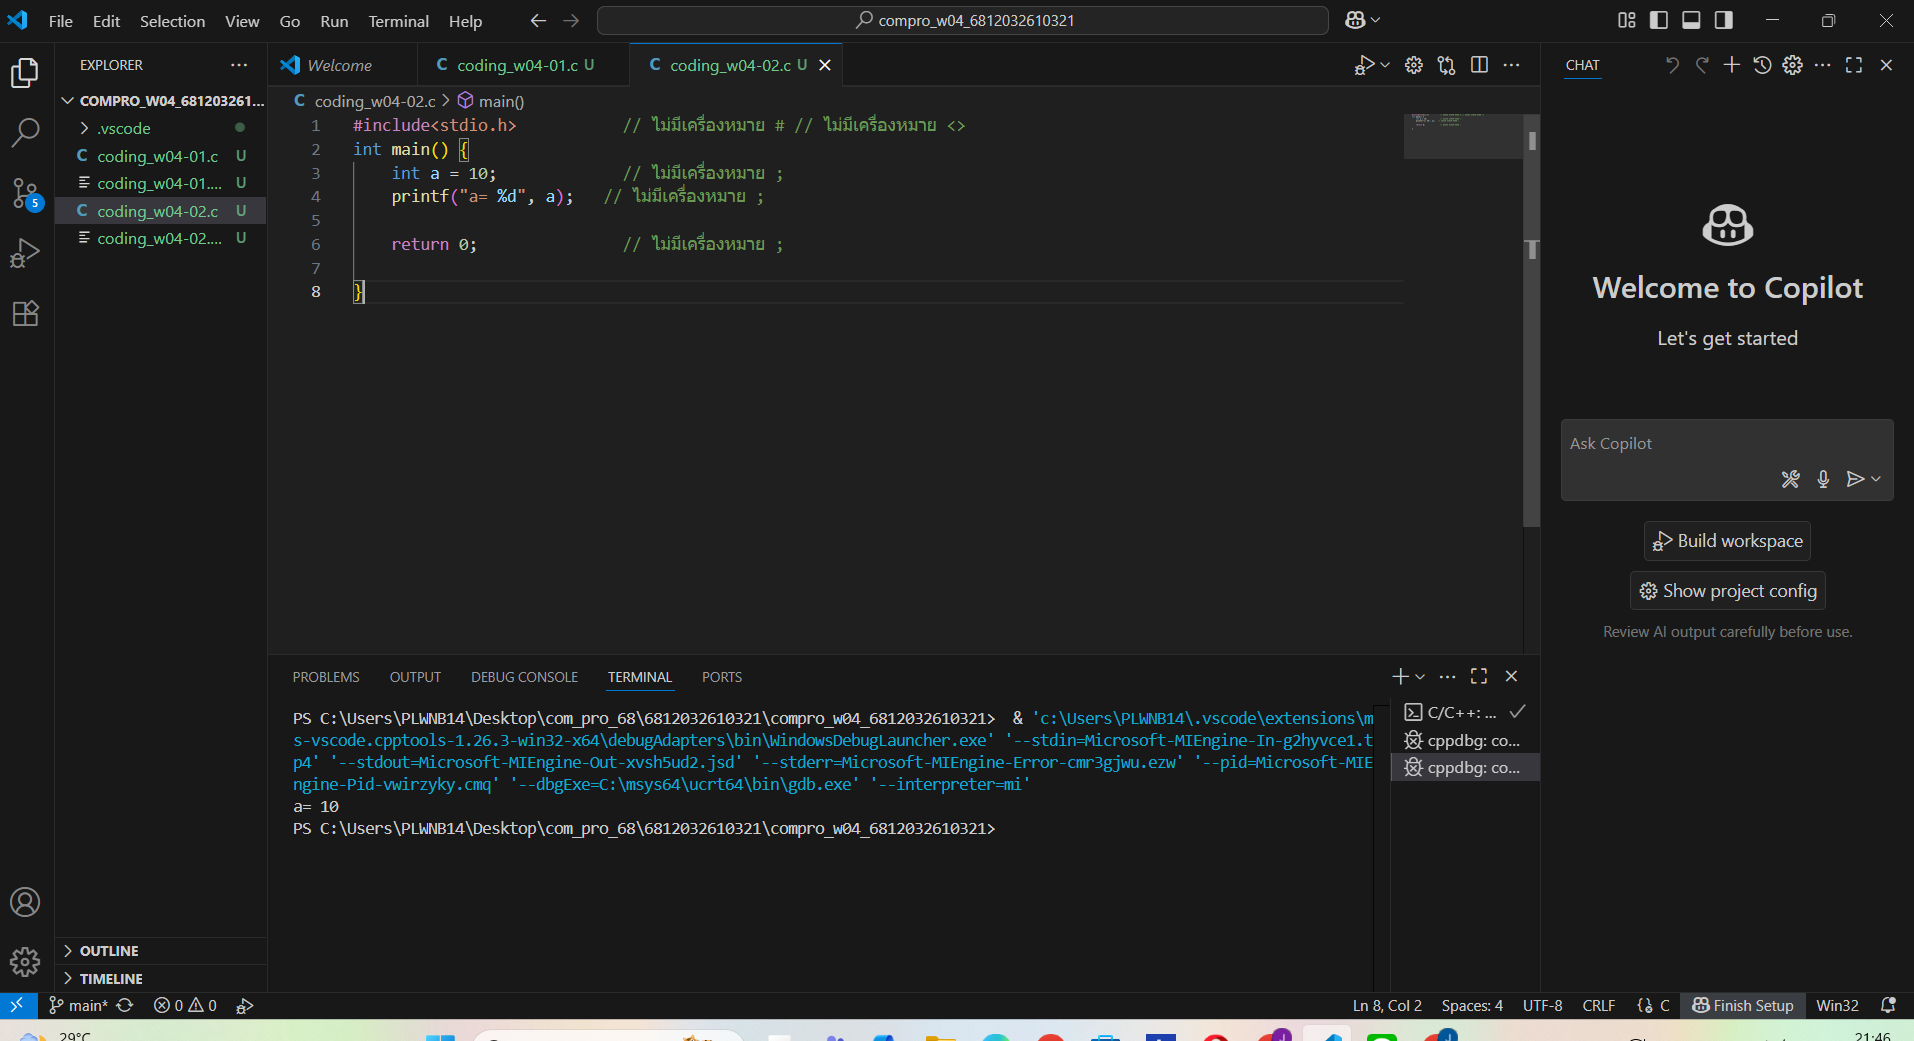 File Edit Selection View Go Run Terminal Help
compro_w04_6812032610321
EXPLORER
COMPRO_W04_681203261...
.vscode
C coding_w04-01.c U
coding_w04-01.... U
C coding_w04-02.c U
coding_w04-02.... U
OUTLINE
TIMELINE
Welcome
C coding_w04-01.c U
C coding_w04-02.c U
C coding_w04-02.c > main()
1 #include<stdio.h> // ไม่มีเครื่องหมาย # // ไม่มีเครื่องหมาย <>
2 int main() {
3 int a = 10; // ไม่มีเครื่องหมาย ;
4 printf("a= %d", a); // ไม่มีเครื่องหมาย ;
5
6 return 0; // ไม่มีเครื่องหมาย ;
7
8 }
PROBLEMS OUTPUT DEBUG CONSOLE TERMINAL PORTS
PS C:\Users\PLWNB14\Desktop\com_pro_68\6812032610321\compro_w04_6812032610321> & 'c:\Users\PLWNB14\.vscode\extensions\m
s-vscode.cpptools-1.26.3-win32-x64\debugAdapters\bin\WindowsDebugLauncher.exe' '--stdin=Microsoft-MIEngine-In-g2hyvce1.t
p4' '--stdout=Microsoft-MIEngine-Out-xvsh5ud2.jsd' '--stderr=Microsoft-MIEngine-Error-cmr3gjwu.ezw' '--pid=Microsoft-MIE
ngine-Pid-vwirzyky.cmq' '--dbgExe=C:\msys64\ucrt64\bin\gdb.exe' '--interpreter=mi'
a= 10
PS C:\Users\PLWNB14\Desktop\com_pro_68\6812032610321\compro_w04_6812032610321>
C/C++: ...
cppdbg: co...
cppdbg: co...
CHAT
Welcome to Copilot
Let's get started
Ask Copilot
Build workspace
Show project config
Review AI output carefully before use.
5
main* 0 0
Ln 8, Col 2 Spaces: 4 UTF-8 CRLF C Finish Setup Win32
29°C
21:46